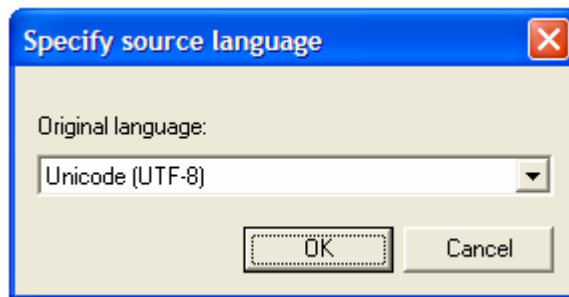 Specify source language
Original language:
Unicode (UTF-8)
OK Cancel